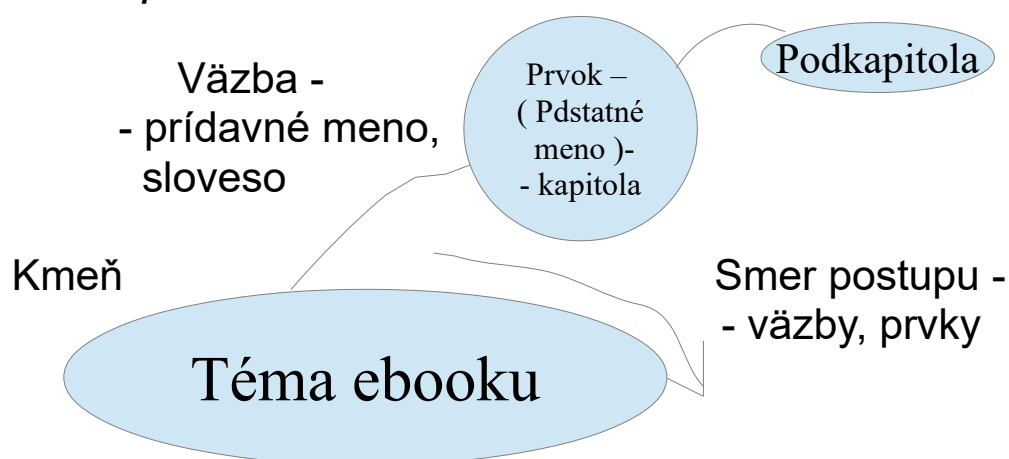 Podkapitola
Väzba -
- prídavné meno,
sloveso
Prvok –
( Pdstatné
meno )-
- kapitola
Kmeň
Smer postupu -
- väzby, prvky
Téma ebooku